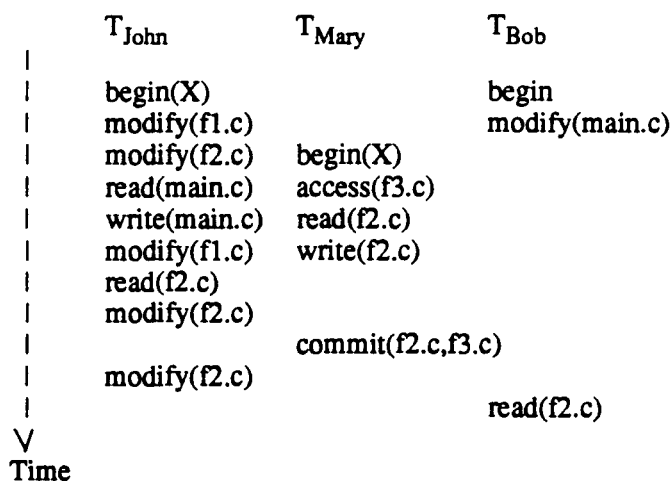 T_John T_Mary T_Bob
begin(X) begin
modify(f1.c) modify(main.c)
modify(f2.c) begin(X)
read(main.c) access(f3.c)
write(main.c) read(f2.c)
modify(f1.c) write(f2.c)
read(f2.c)
modify(f2.c)
commit(f2.c,f3.c)
modify(f2.c)
read(f2.c)
Time